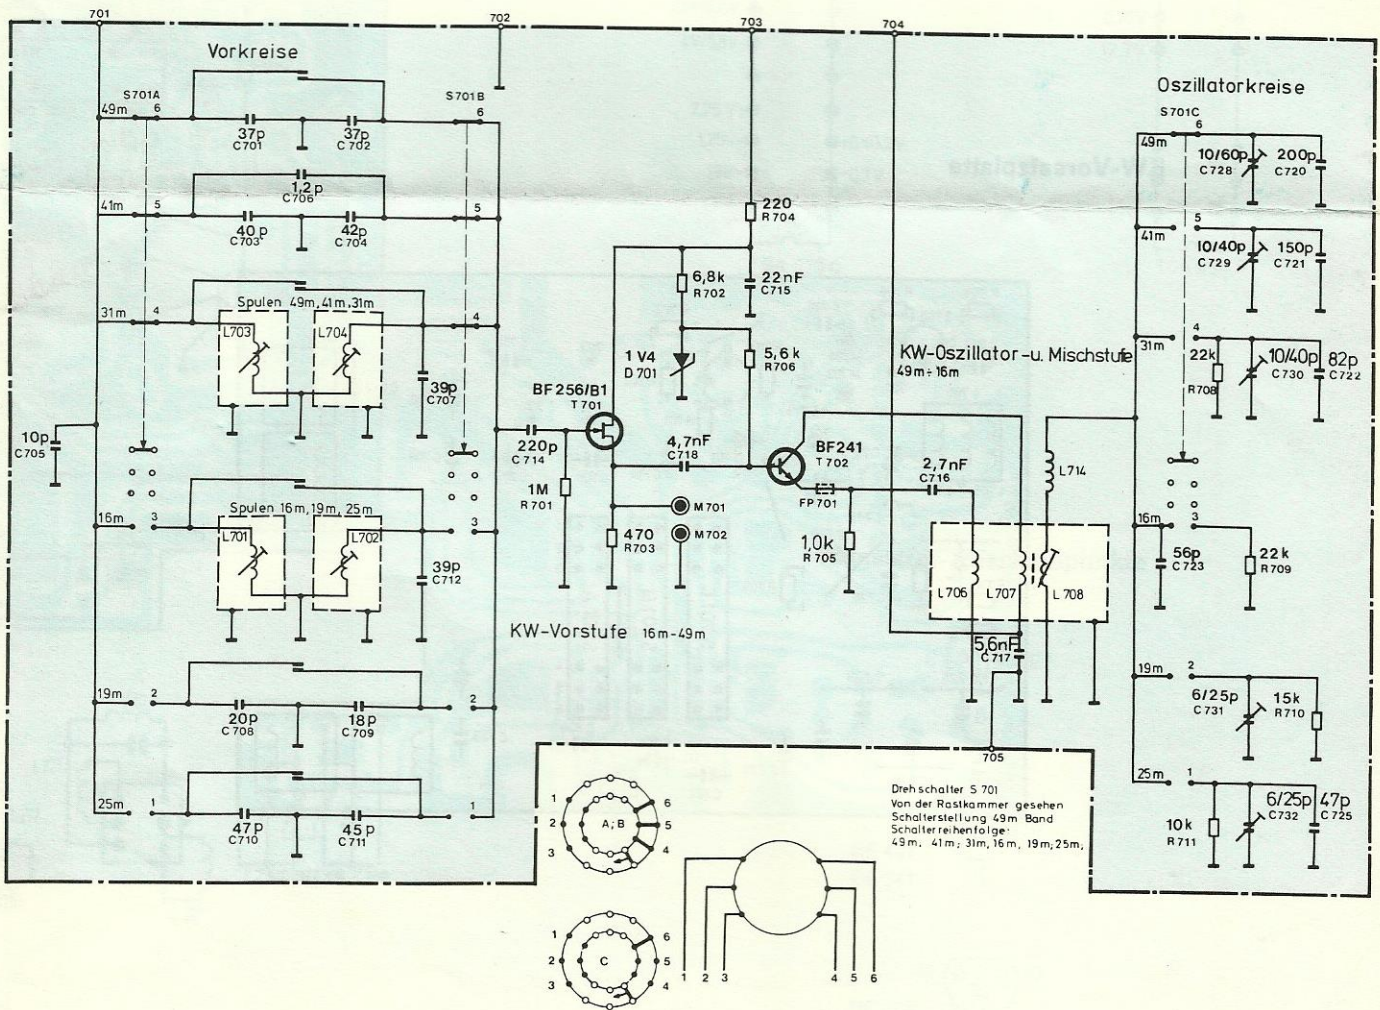 701
702
703
704
Vorkreise
Oszillatorkreise
S701A
S701B
S701C
49m
6
6
37p
C701
37p
C702
49m
6
10/60p
C728
200p
C720
1,2p
C706
41m
5
5
40p
C703
42p
C704
220
R704
41m
5
10/40p
C729
150p
C721
6,8k
R702
22nF
C715
Spulen 49m, 41m, 31m
31m
4
4
L703
L704
39p
C707
1V4
D701
5,6k
R706
KW-Oszillator-u. Mischstufe
49m÷16m
31m
4
22k
R708
10/40p
C730
82p
C722
BF256/B1
T701
10p
C705
220p
C714
4,7nF
C718
BF241
T702
2,7nF
C716
L714
1M
R701
M701
M702
FP701
Spulen 16m, 19m, 25m
16m
3
3
L701
L702
39p
C712
470
R703
1,0k
R705
L706
L707
L708
16m
3
56p
C723
22k
R709
KW-Vorstufe 16m-49m
5,6nF
C717
19m
2
2
20p
C708
18p
C709
19m
2
6/25p
C731
15k
R710
705
25m
1
1
47p
C710
45p
C711
25m
1
10k
R711
6/25p
C732
47p
C725
1
2
3
A; B
6
5
4
Drehschalter S 701
Von der Rastkammer gesehen
Schalterstellung 49m Band
Schalterreihenfolge:
49m, 41m; 31m, 16m, 19m; 25m,
1
2
3
C
6
5
4
1 2 3 4 5 6